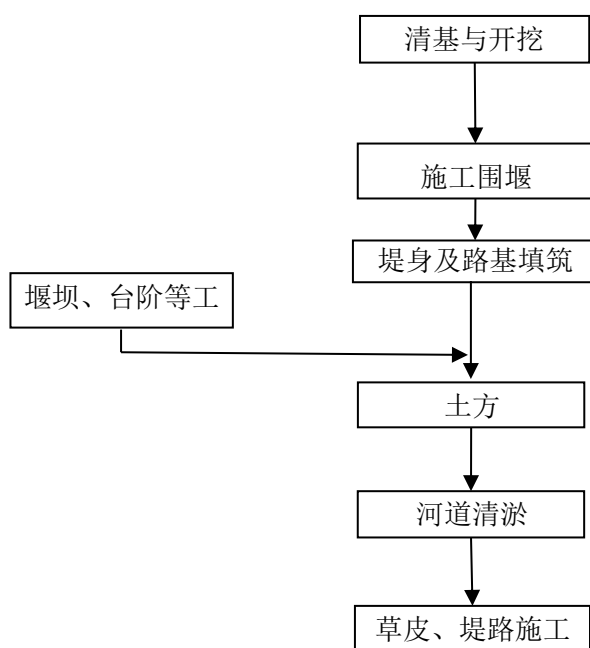 清基与开挖
施工围堰
堤身及路基填筑
堰坝、台阶等工
土方
河道清淤
草皮、堤路施工